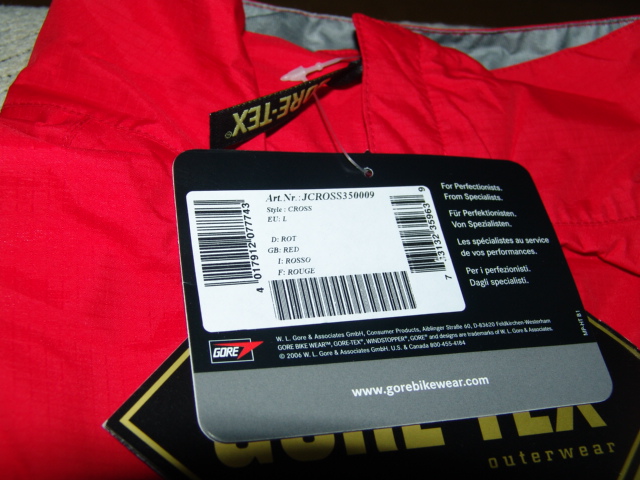 GORE-TEX
Art.Nr.:JCROSS350009
Style : CROSS
EU: L
D: ROT
GB: RED
I: ROSSO
F: ROUGE
4 017912 077743
7 13132 35963 9
For Perfectionists.
From Specialists.
Für Perfektionisten.
Von Spezialisten.
Les spécialistes au service
de vos performances.
Per i perfezionisti.
Dagli specialisti.
W. L. Gore & Associates GmbH, Consumer Products, Aiblinger Straße 60, D-83620 Feldkirchen-Westerham
GORE BIKE WEAR™, GORE-TEX®, WINDSTOPPER®, GORE® and designs are trademarks of W. L. Gore & Associates.
© 2006 W. L. Gore & Associates GmbH. U.S. & Canada 800-455-4184
GORE
www.gorebikewear.com
GORE-TEX
outerwear